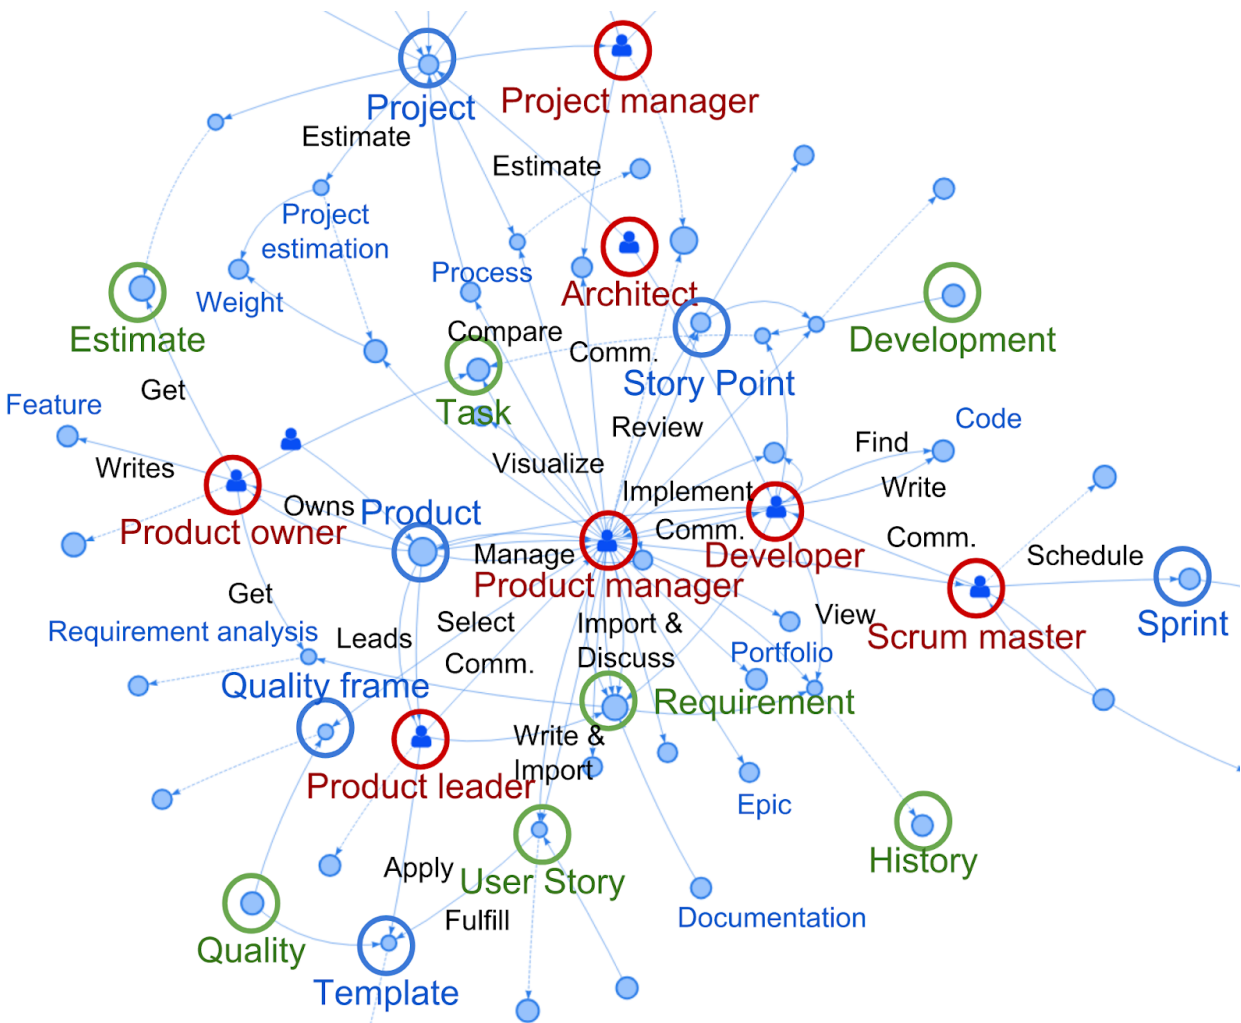 Project manager
Project
Estimate
Estimate
Project
estimation
Process
Architect
Weight
Compare
Estimate
Comm.
Development
Story Point
Get
Feature
Task
Review
Code
Find
Writes
Visualize
Write
Implement
Owns
Product
Product owner
Comm.
Comm.
Manage
Developer
Schedule
Product manager
Get
Select
Import &
Discuss
View
Scrum master
Sprint
Requirement analysis
Leads
Comm.
Portfolio
Quality frame
Requirement
Write &
Import
Product leader
Epic
History
Apply
User Story
Fulfill
Documentation
Quality
Template